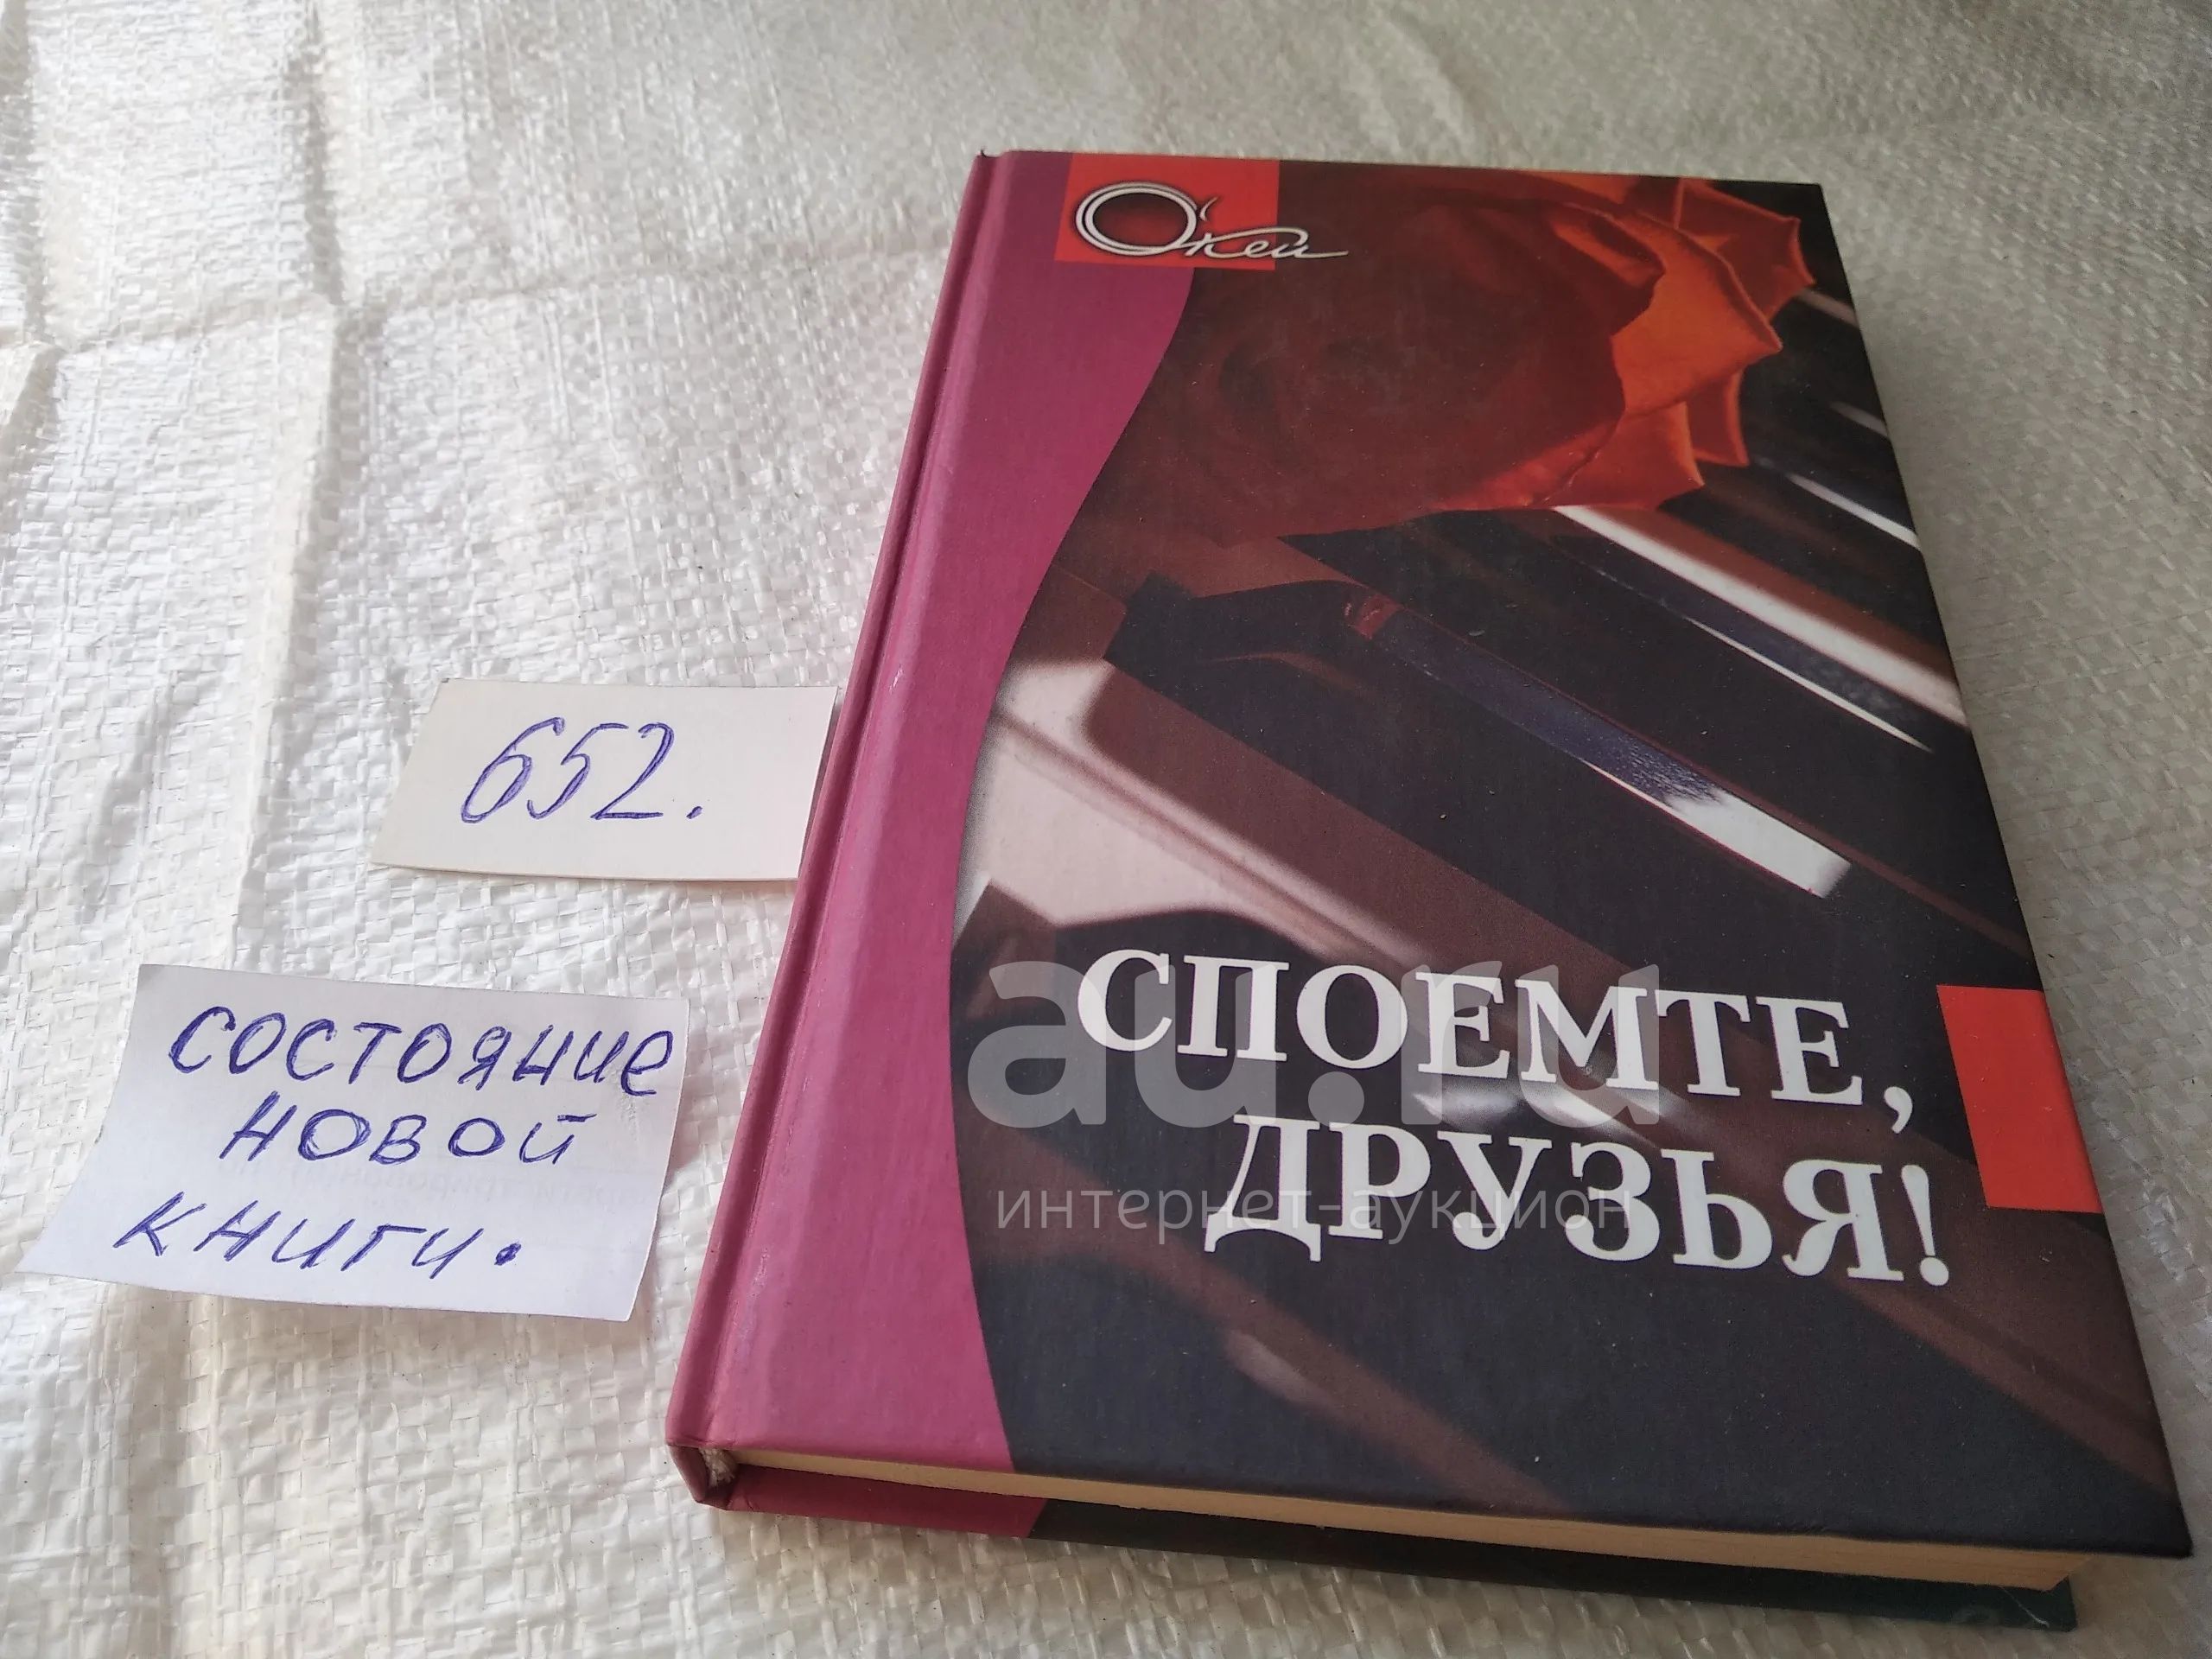 О'кей
652.
СОСТОЯНИЕ
НОВОЙ
КНИГИ.
СПОЕМТЕ,
ДРУЗЬЯ!
au.ru
интернет-аукцион